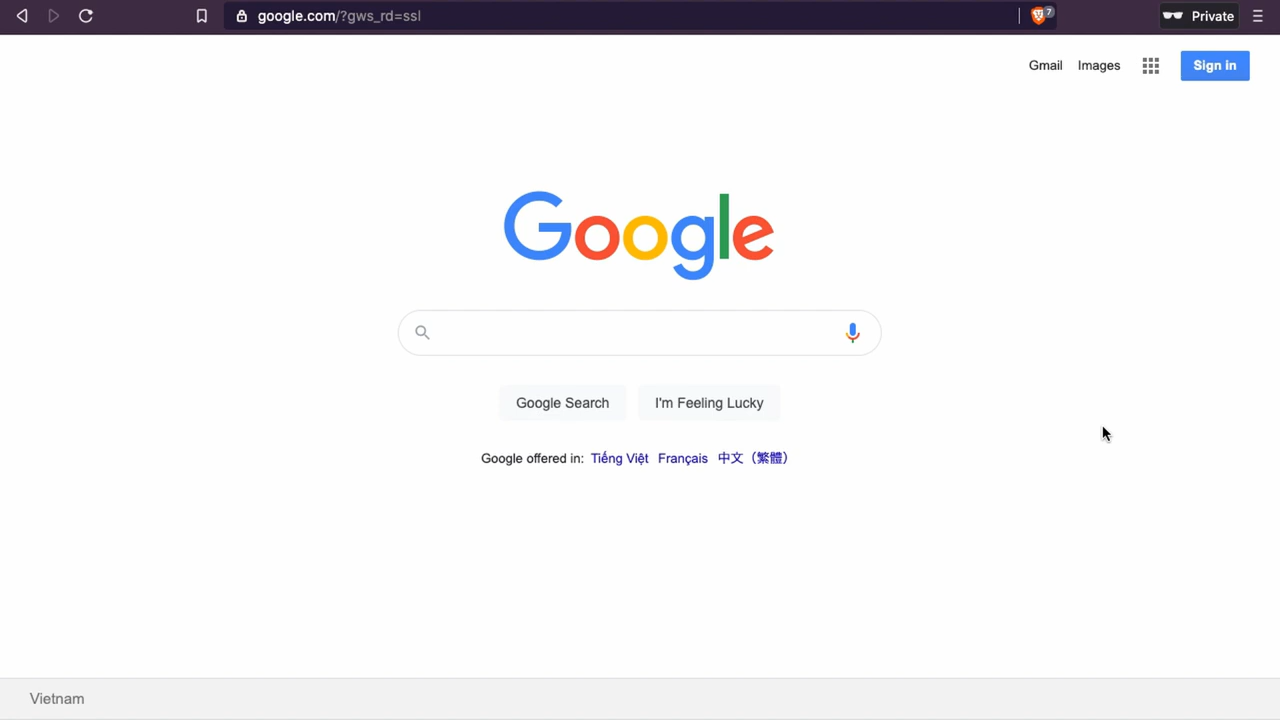 google.com/?gws_rd=ssl 7 Private
Gmail Images Sign in
Google
Google Search I'm Feeling Lucky
Google offered in: Tiếng Việt Français 中文（繁體）
Vietnam